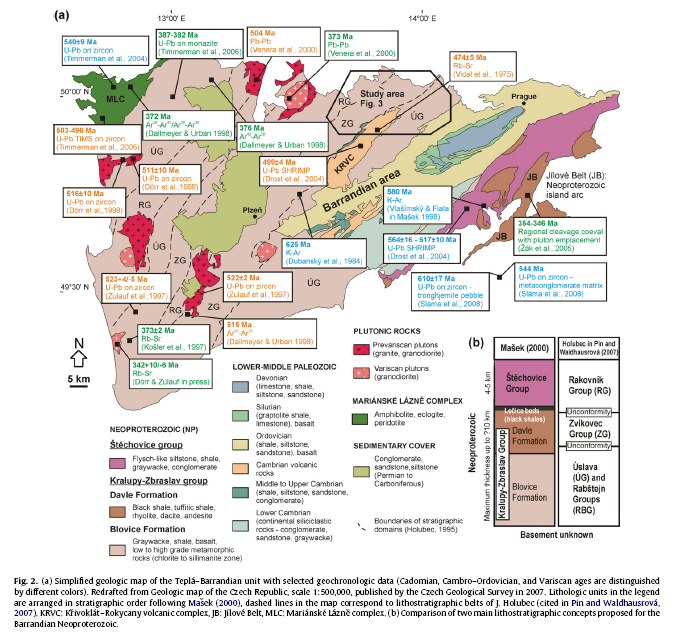 (a)
13°00' E
14°00' E
50°00' N
49°30' N
540±9 Ma
U-Pb on zircon
(Timmerman et al., 2004)
387-382 Ma
U-Pb on monazite
(Timmerman et al., 2006)
504 Ma
Pb-Pb
(Venera et al., 2000)
373 Ma
Pb-Pb
(Venera et al., 2000)
474±5 Ma
Rb-Sr
(Vidal et al., 1975)
MLC
Study area
Fig. 3
Prague
RG
ZG
ÚG
372 Ma
Ar⁴⁰-Ar³⁹/Ar³⁹-Ar⁴⁰
(Dallmeyer & Urban 1998)
376 Ma
Ar⁴⁰-Ar³⁹
(Dallmeyer & Urban 1998)
503-496 Ma
U-Pb TIMS on zircon
(Timmerman et al., 2006)
ÚG
511±10 Ma
U-Pb on zircon
(Dörr et al., 1998)
499±4 Ma
U-Pb SHRIMP
(Drost et al., 2004)
KRVC
Barrandian area
516±10 Ma
U-Pb on zircon
(Dörr et al., 1998)
RG
ZG
Plzeň
580 Ma
K-Ar
(Vlašímský & Fiala
in Mašek 1998)
JB
JB
Jílové Belt (JB):
Neoproterozoic
island arc
354-346 Ma
Regional cleavage coeval
with pluton emplacement
(Žák et al., 2005)
625 Ma
K-Ar
(Dubanský et al., 1984)
564±16 - 617±10 Ma
U-Pb SHRIMP
(Drost et al., 2004)
ÚG
523+4/-5 Ma
U-Pb on zircon
(Zulauf et al.,1997)
ZG
522±2 Ma
U-Pb on zircon
(Zulauf et al.,1997)
610±17 Ma
U-Pb on zircon -
tronghjemite pebble
(Sláma et al., 2008)
544 Ma
U-Pb on zircon -
metaconglomerate matrix
(Sláma et al., 2008)
RG
ZG
ÚG
373±2 Ma
Rb-Sr
(Košler et al., 1997)
515 Ma
Ar⁴⁰-Ar³⁹
(Dallmeyer & Urban 1998)
342+10/-6 Ma
Rb-Sr
(Dörr & Zulauf in press)
N
5 km
NEOPROTEROZOIC (NP)
Štěchovice group
Flysch-like siltstone, shale,
graywacke, conglomerate
Kralupy-Zbraslav group
Davle Formation
Black shale, tuffitic shale,
rhyolite, dacite, andesite
Blovice Formation
Graywacke, shale, basalt,
low to high grade metamorphic
rocks (chlorite to sillimanite zone)
LOWER-MIDDLE PALEOZOIC
Devonian
(limestone, shale,
siltstone, sandstone)
Silurian
(graptolite shale,
limestone), basalt
Ordovician
(shale, siltstone,
sandstone), basalt
Cambrian volcanic
rocks
Middle to Upper Cambrian
(shale, siltstone, sandstone,
conglomerate)
Lower Cambrian
(continental siliciclastic
rocks - conglomerate,
sandstone, graywacke)
PLUTONIC ROCKS
Prevariscan plutons
(granite, granodiorite)
Variscan plutons
(granodiorite)
MARIÁNSKÉ LÁZNĚ COMPLEX
Amphibolite, eclogite,
peridotite
SEDIMENTARY COVER
Conglomerate,
sandstone,siltstone
(Permian to
Carboniferous)
Boundaries of stratigraphic
domains (Holubec, 1995)
(b)
Mašek (2000)
Holubec in Pin and
Waldhausrová (2007)
Neoproterozoic
Maximum thickness up to ?10 km
4-5 km
Štěchovice
Group
Rakovník
Group (RG)
Lečice beds
(black shales)
Unconformity
Kralupy-Zbraslav Group
Davle
Formation
Zvíkovec
Group (ZG)
Unconformity
Blovice
Formation
Úslava
(ÚG) and
Rabštejn
Groups
(RBG)
Basement unknown
Fig. 2. (a) Simplified geologic map of the Teplá–Barrandian unit with selected geochronologic data (Cadomian, Cambro–Ordovician, and Variscan ages are distinguished
by different colors). Redrafted from Geologic map of the Czech Republic, scale 1:500,000, published by the Czech Geological Survey in 2007. Lithologic units in the legend
are arranged in stratigraphic order following Mašek (2000), dashed lines in the map correspond to lithostratigraphic belts of J. Holubec (cited in Pin and Waldhausrová,
2007). KRVC: Křivoklát–Rokycany volcanic complex, JB: Jílové Belt, MLC; Mariánské Lázně complex. (b) Comparison of two main lithostratigraphic concepts proposed for the
Barrandian Neoproterozoic.